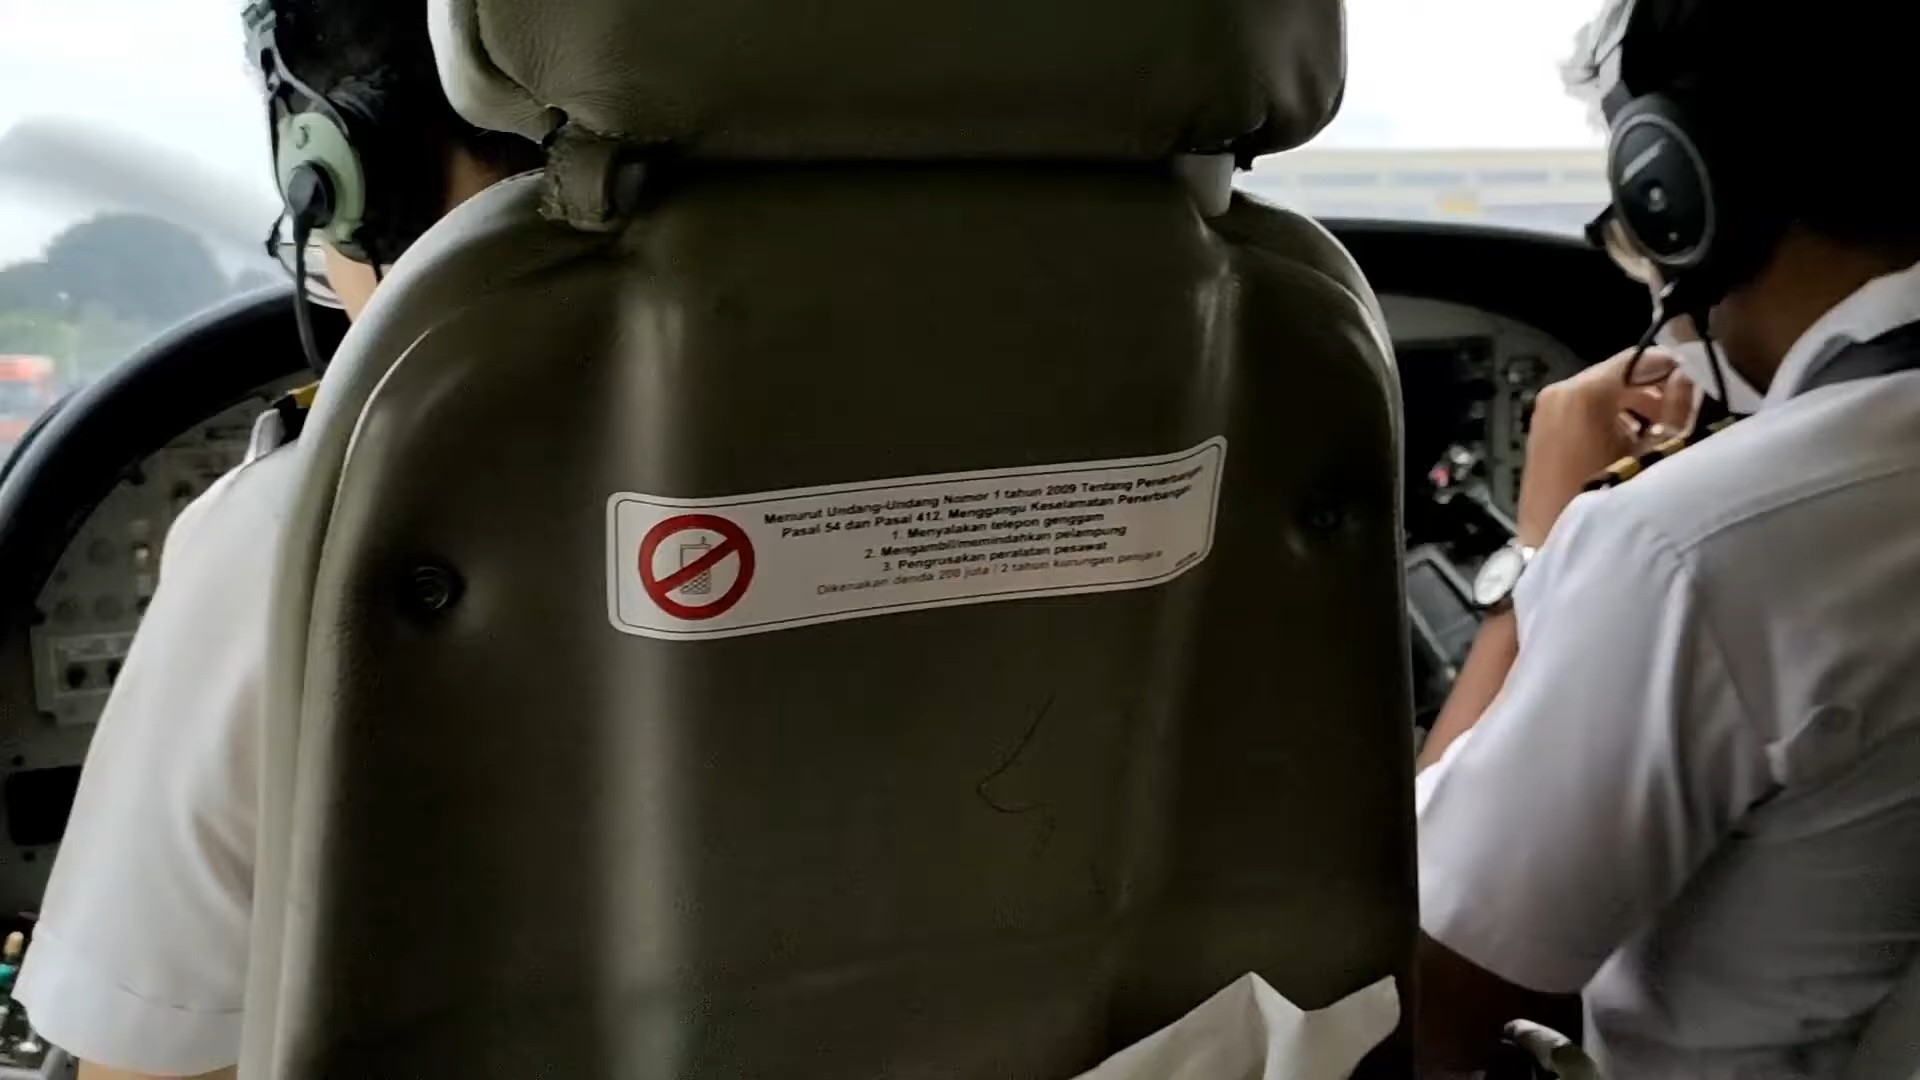 Menurut Undang-Undang Nomor 1 tahun 2009 Tentang Penerbangan
Pasal 54 dan Pasal 412, Menggangu Keselamatan Penerbangan
1. Menyalakan telepon genggam
2. Mengambil/memindahkan pelampung
3. Pengrusakan peralatan pesawat
Dikenakan denda 200 juta / 2 tahun kurungan penjara